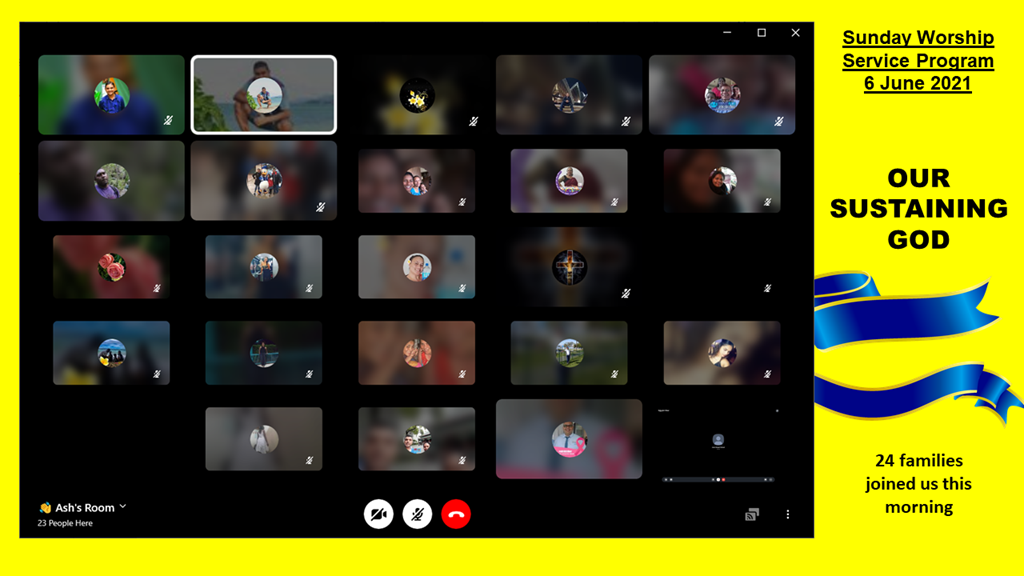 Sunday Worship
Service Program
6 June 2021
OUR
SUSTAINING
GOD
24 families
joined us this
morning
Ash's Room
23 People Here